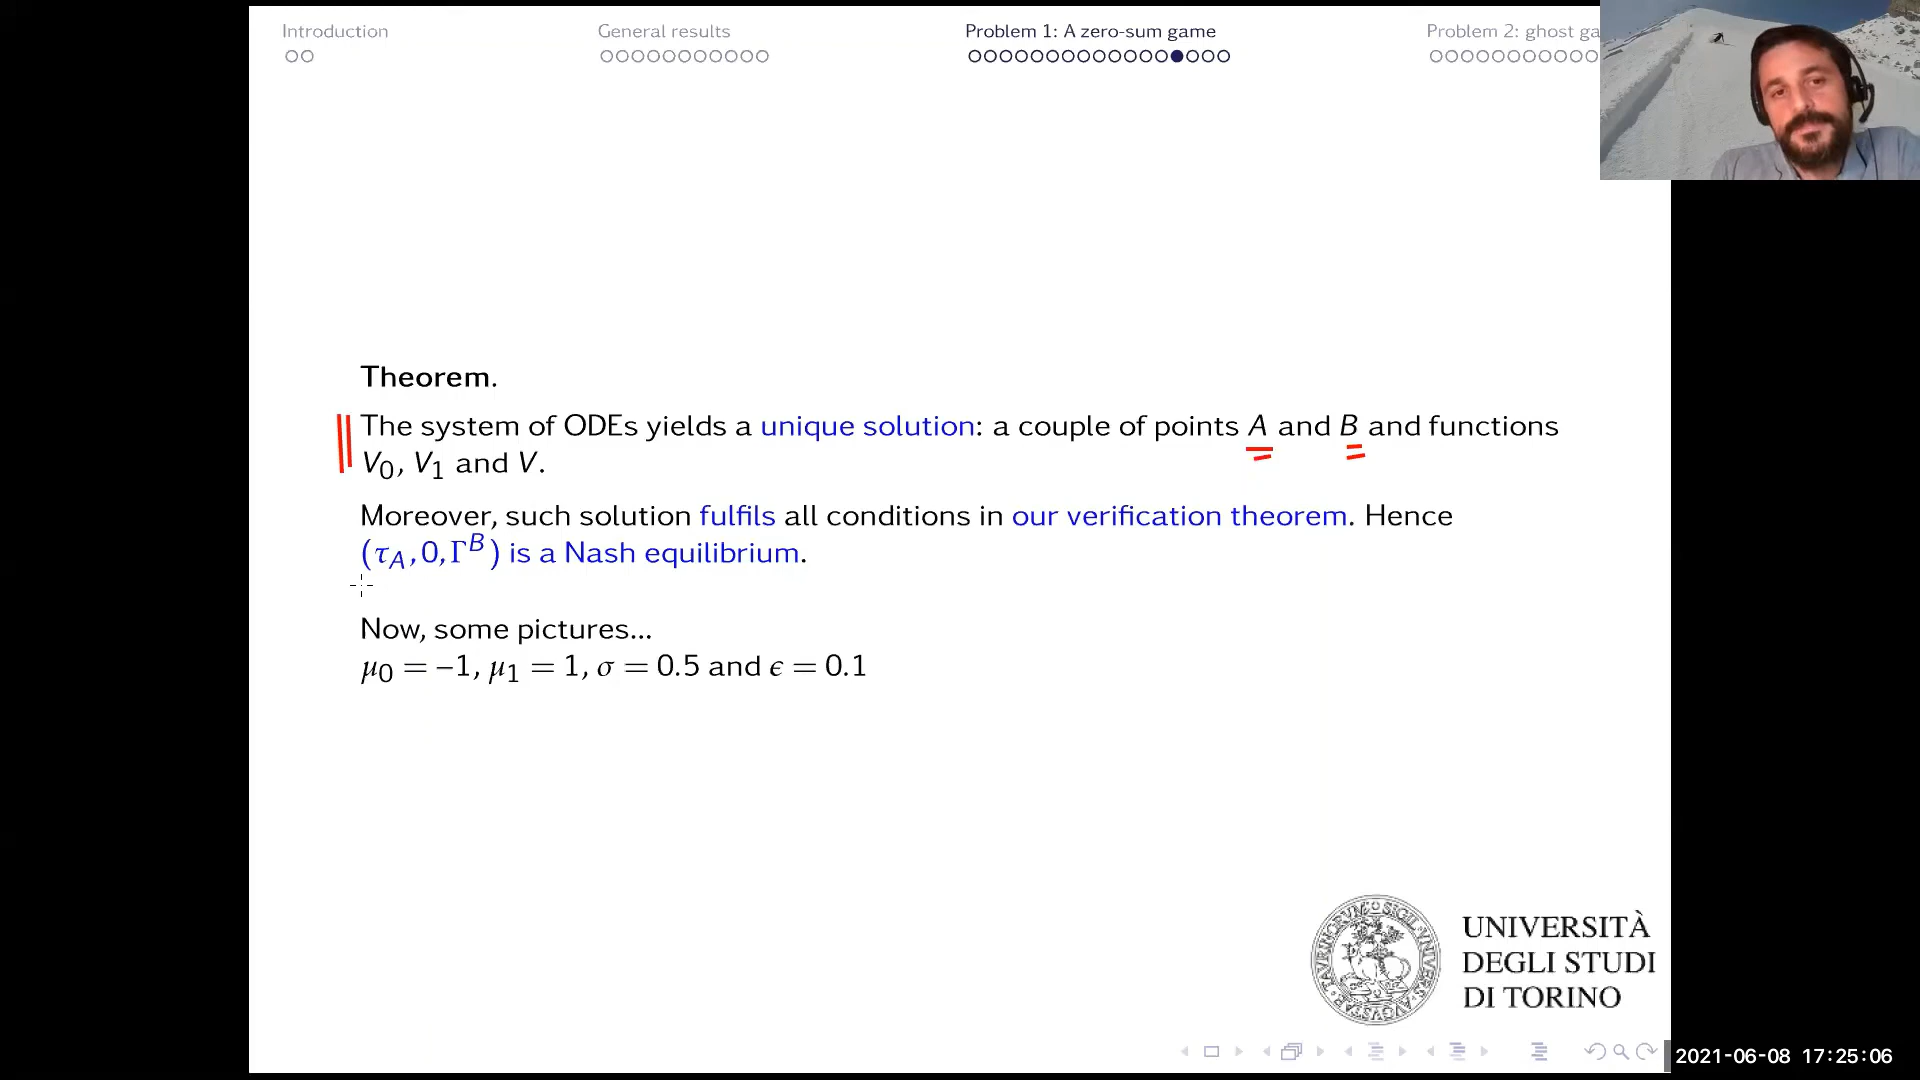 Introduction
General results
Problem 1: A zero-sum game
Problem 2: ghost ga
Theorem.
The system of ODEs yields a unique solution: a couple of points A and B and functions
V₀, V₁ and V.
Moreover, such solution fulfils all conditions in our verification theorem. Hence
(τ_A, 0, Γ^B) is a Nash equilibrium.
Now, some pictures...
μ₀ = −1, μ₁ = 1, σ = 0.5 and ϵ = 0.1
UNIVERSITÀ
DEGLI STUDI
DI TORINO
2021-06-08 17:25:06